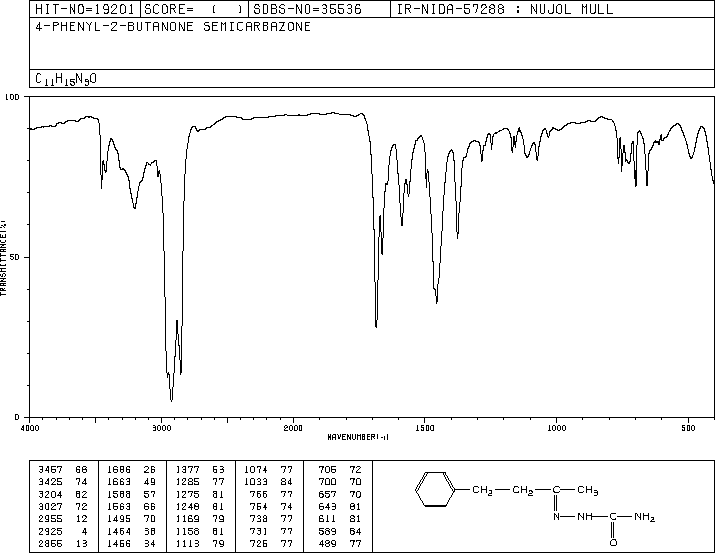 HIT-NO=19201 SCORE= ( ) SDBS-NO=35536 IR-NIDA-57288 : NUJOL MULL
4-PHENYL-2-BUTANONE SEMICARBAZONE
C11H15N3O
100
TRANSMITTANCE(%)
50
0
4000 3000 2000 1500 1000 500
WAVENUMBER(-1)
3457 68 1686 26 1377 53 1074 77 705 72
3425 74 1663 49 1285 77 1033 84 700 70
3204 62 1588 57 1275 81 766 77 657 70
3027 72 1563 66 1248 81 754 74 643 81
2955 12 1495 70 1169 79 738 77 611 81
2925 4 1464 38 1158 81 731 77 589 84
2866 13 1456 34 1113 79 726 77 489 77
CH2 CH2 C CH3
N NH C NH2
O